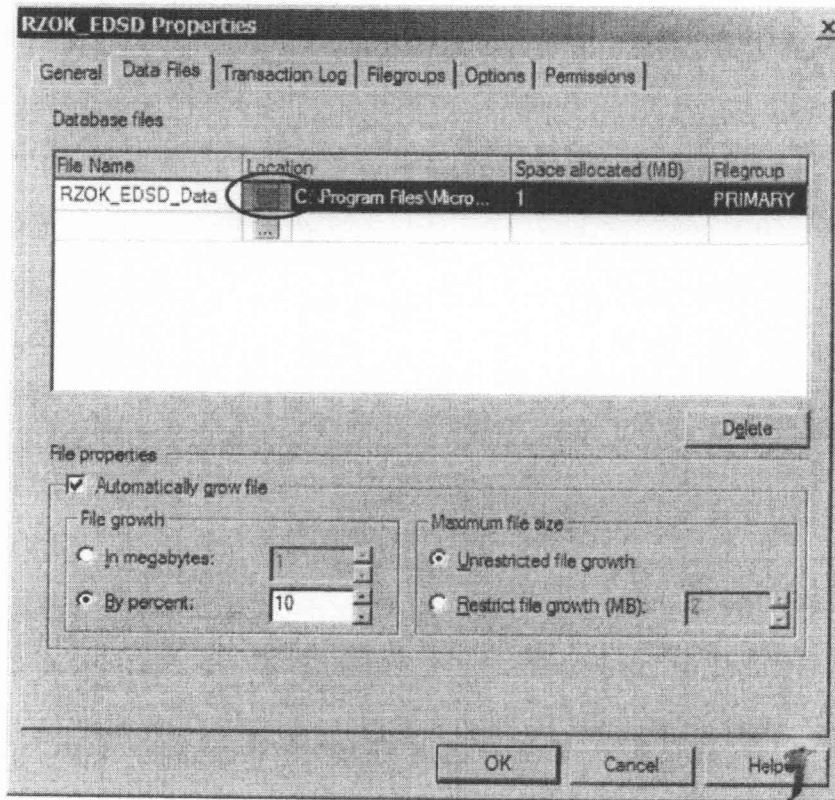 RZOK_EDSD Properties
General Data Files Transaction Log Filegroups Options Permissions
Database files
File Name Location Space allocated (MB) Filegroup
RZOK_EDSD_Data C:\Program Files\Micro... 1 PRIMARY
...
Delete
File properties
Automatically grow file
File growth
In megabytes: 1
By percent: 10
Maximum file size
Unrestricted file growth
Restrict file growth (MB): 2
OK Cancel Help